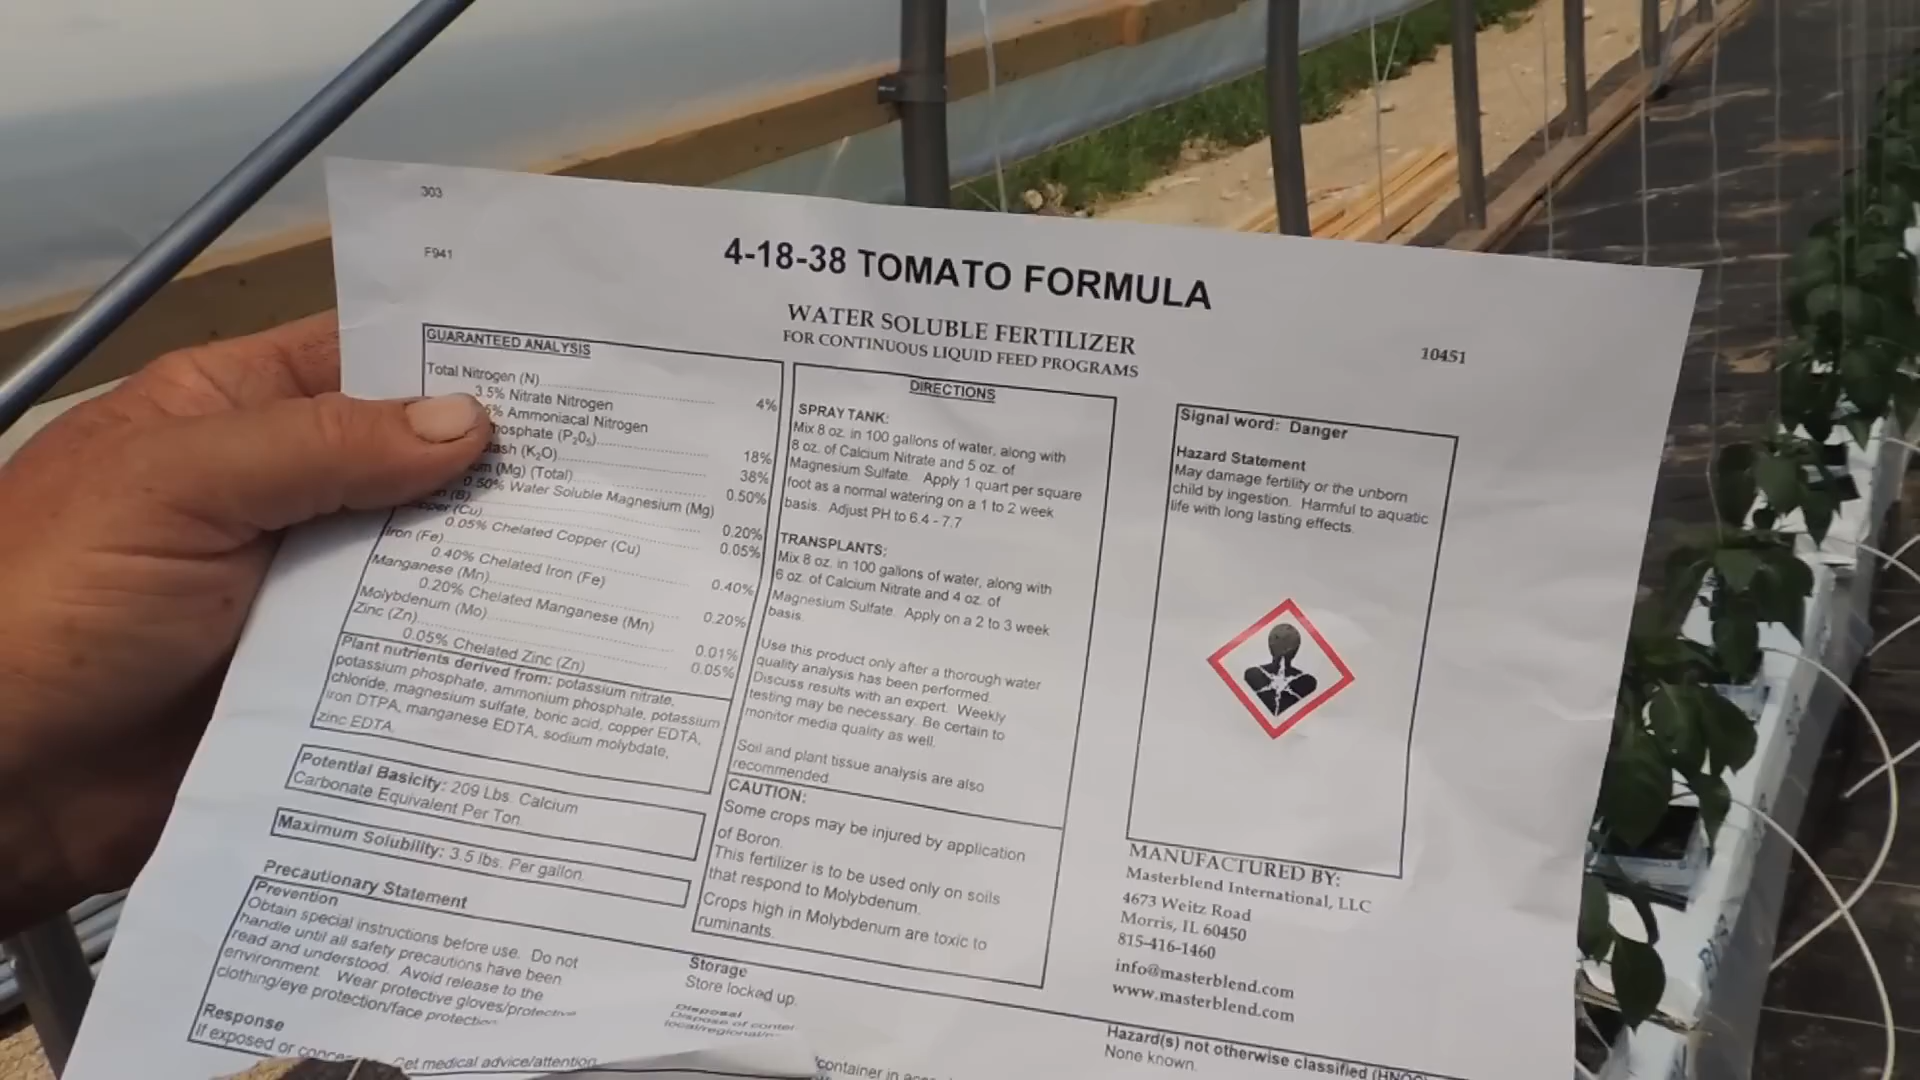 303
F941
4-18-38 TOMATO FORMULA
WATER SOLUBLE FERTILIZER
FOR CONTINUOUS LIQUID FEED PROGRAMS
10451
GUARANTEED ANALYSIS
Total Nitrogen (N) 4%
3.5% Nitrate Nitrogen
% Ammoniacal Nitrogen
(P₂0₅) 18%
(K₂O) 38%
(Mg) (Total) 0.50%
0.50% Water Soluble Magnesium (Mg)
(B) 0.20%
(Cu) 0.05%
0.05% Chelated Copper (Cu)
Iron (Fe) 0.40%
0.40% Chelated Iron (Fe)
Manganese (Mn) 0.20%
0.20% Chelated Manganese (Mn)
Molybdenum (Mo) 0.01%
Zinc (Zn) 0.05%
0.05% Chelated Zinc (Zn)
Plant nutrients derived from: potassium nitrate,
potassium phosphate, ammonium phosphate, potassium
chloride, magnesium sulfate, boric acid, copper EDTA,
iron DTPA, manganese EDTA, sodium molybdate,
zinc EDTA.
Potential Basicity: 209 Lbs. Calcium
Carbonate Equivalent Per Ton.
Maximum Solubility: 3.5 lbs. Per gallon.
DIRECTIONS
SPRAY TANK:
Mix 8 oz. in 100 gallons of water, along with
8 oz. of Calcium Nitrate and 5 oz. of
Magnesium Sulfate. Apply 1 quart per square
foot as a normal watering on a 1 to 2 week
basis. Adjust PH to 6.4 - 7.7
TRANSPLANTS:
Mix 8 oz. in 100 gallons of water, along with
6 oz. of Calcium Nitrate and 4 oz. of
Magnesium Sulfate. Apply on a 2 to 3 week
basis.
Use this product only after a thorough water
quality analysis has been performed.
Discuss results with an expert. Weekly
testing may be necessary. Be certain to
monitor media quality as well.
Soil and plant tissue analysis are also
recommended.
CAUTION:
Some crops may be injured by application
of Boron.
This fertilizer is to be used only on soils
that respond to Molybdenum.
Crops high in Molybdenum are toxic to
ruminants.
Signal word: Danger
Hazard Statement
May damage fertility or the unborn
child by ingestion. Harmful to aquatic
life with long lasting effects.
MANUFACTURED BY:
Masterblend International, LLC
4673 Weitz Road
Morris, IL 60450
815-416-1460
info@masterblend.com
www.masterblend.com
Precautionary Statement
Prevention
Obtain special instructions before use. Do not
handle until all safety precautions have been
read and understood. Avoid release to the
environment. Wear protective gloves/protective
clothing/eye protection/face protection
Response
If exposed or Get medical advice/attention
Storage
Store locked up.
Disposal
Dispose of
local/regional/
/container in
Hazard(s) not otherwise classified (HNOC)
None known.